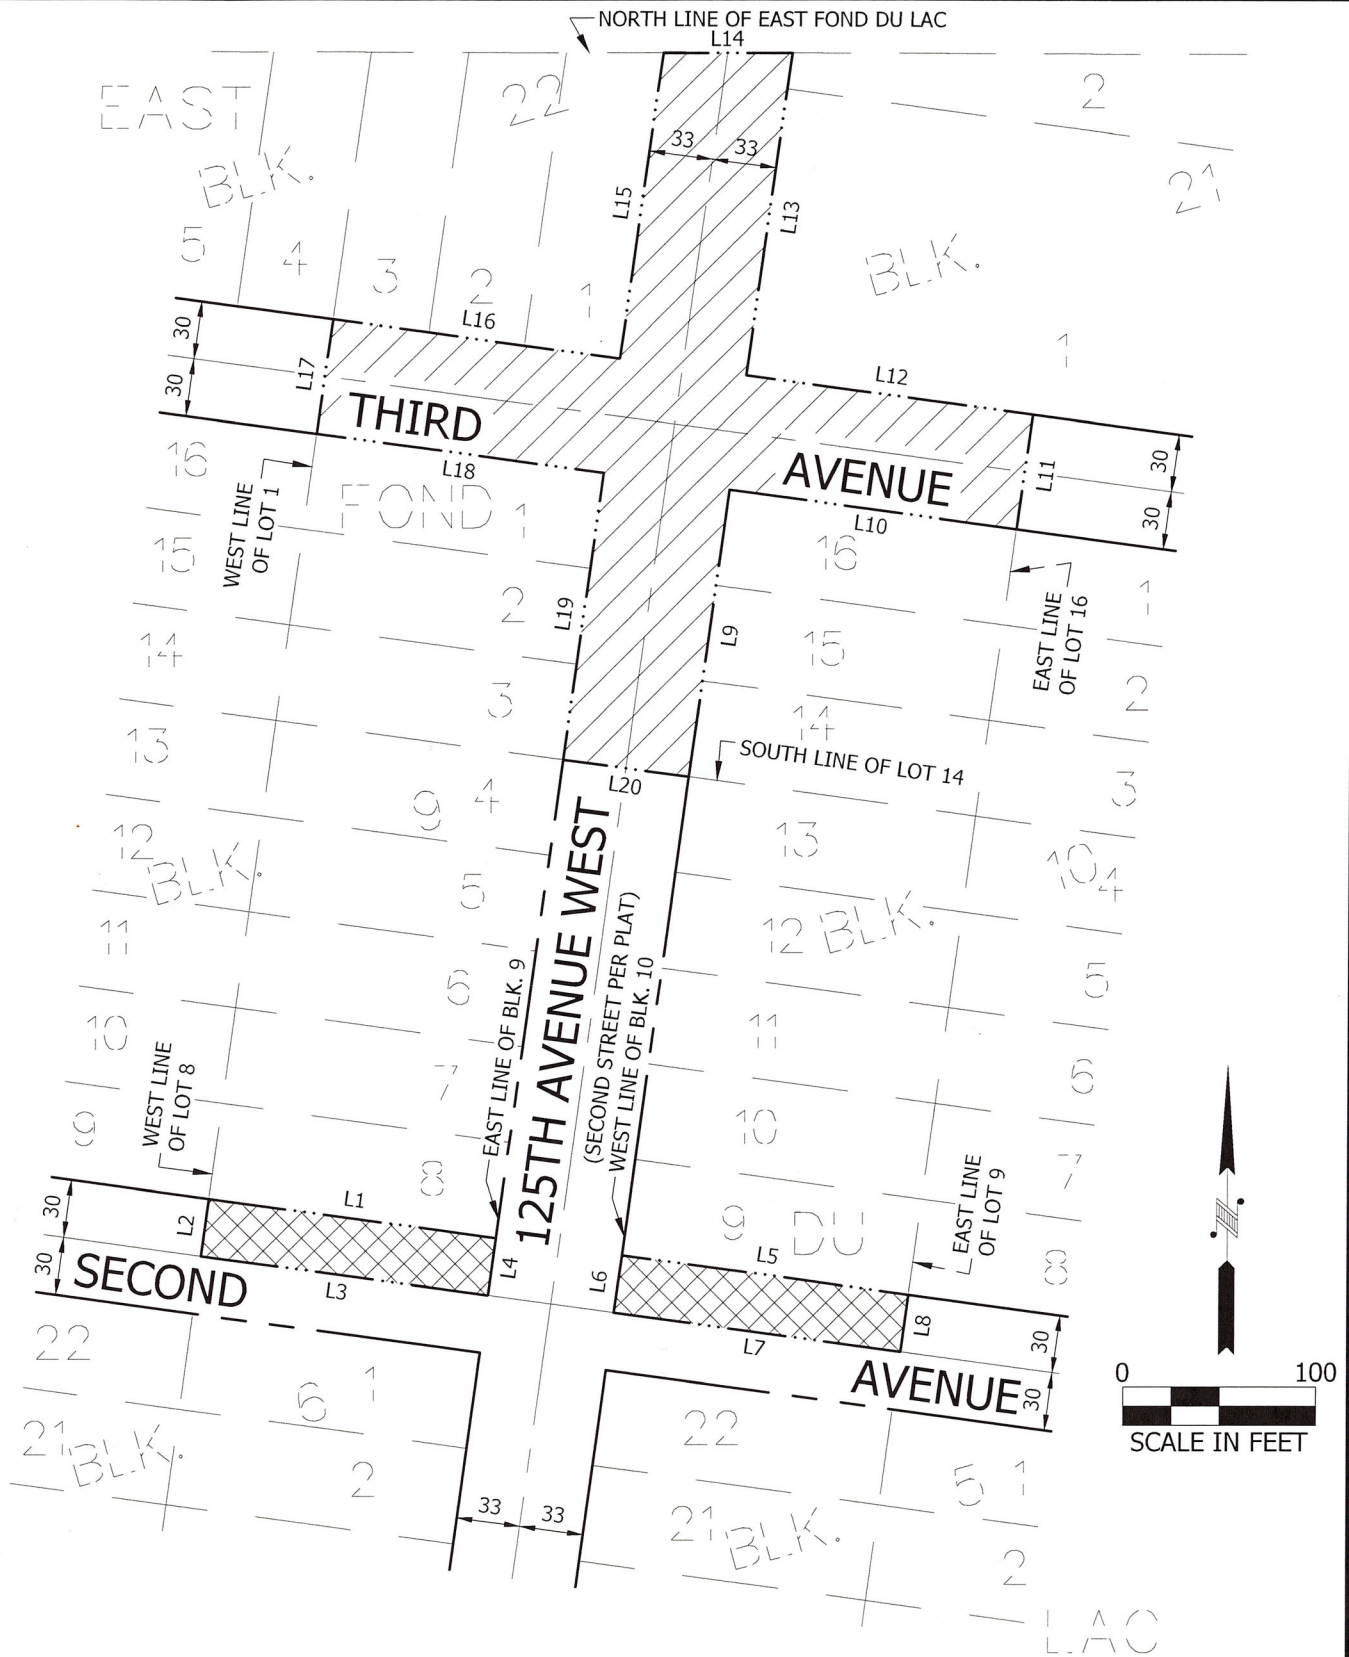 NORTH LINE OF EAST FOND DU LAC
L14
EAST
22
2
BLK.
33
33
21
L15
L13
5
4
3
2
1
BLK.
30
L16
1
L17
30
L12
THIRD
L18
AVENUE
L10
L11
30
30
16
WEST LINE
OF LOT 1
FOND
1
16
EAST LINE
OF LOT 16
1
15
2
L19
L9
15
14
3
14
2
13
SOUTH LINE OF LOT 14
L20
9
4
3
12
BLK.
13
10
4
5
12
BLK.
11
6
5
125TH AVENUE WEST
(SECOND STREET PER PLAT)
EAST LINE OF BLK. 9
WEST LINE OF BLK. 10
10
11
6
WEST LINE
OF LOT 8
7
9
10
7
8
EAST LINE
OF LOT 9
L1
9
DU
8
30
L2
L4
L5
L6
30
SECOND
L3
L7
L8
30
AVENUE
30
0
100
SCALE IN FEET
22
6
1
22
21
BLK.
2
5
1
33
33
21
BLK.
2
LAC